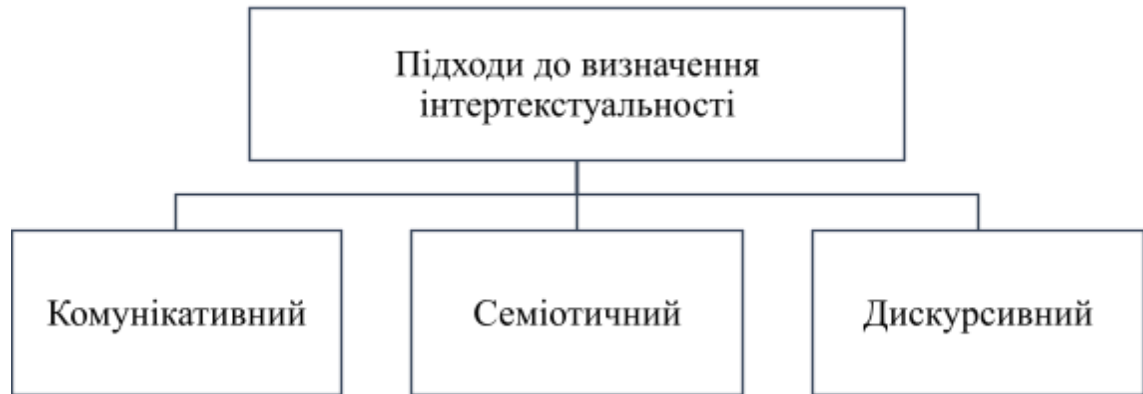 Підходи до визначення
інтертекстуальності
Комунікативний
Семіотичний
Дискурсивний